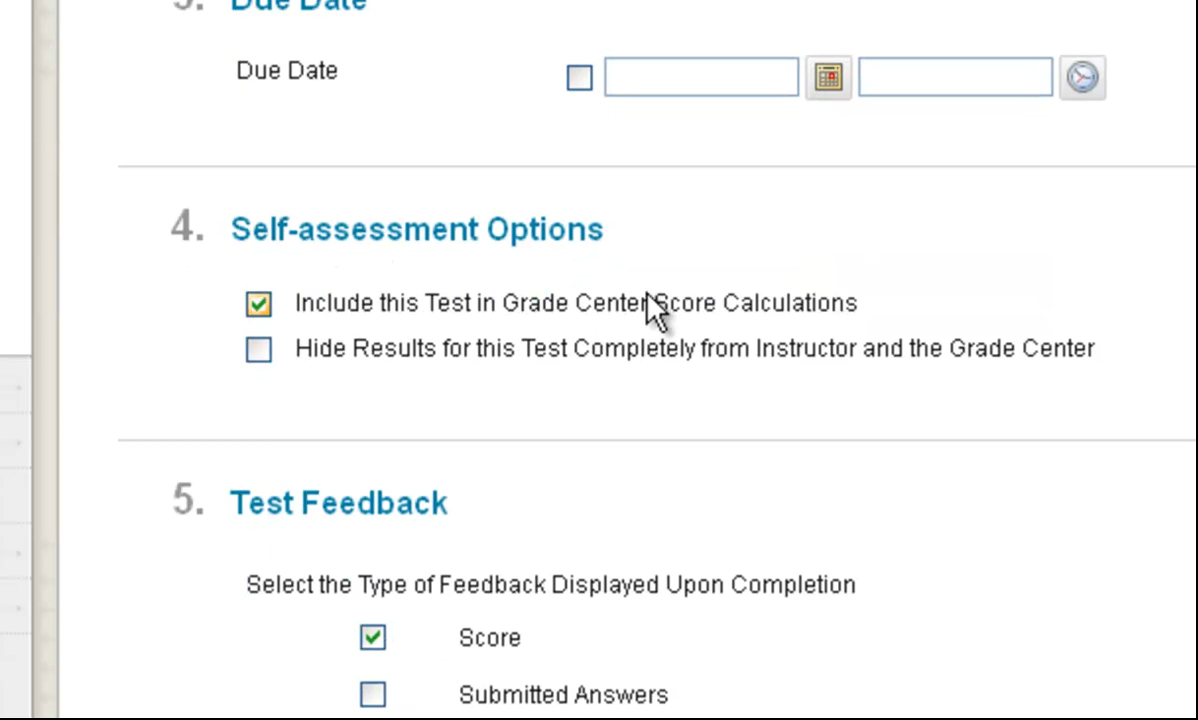 3. Due Date
Due Date
4. Self-assessment Options
Include this Test in Grade Center Score Calculations
Hide Results for this Test Completely from Instructor and the Grade Center
5. Test Feedback
Select the Type of Feedback Displayed Upon Completion
Score
Submitted Answers